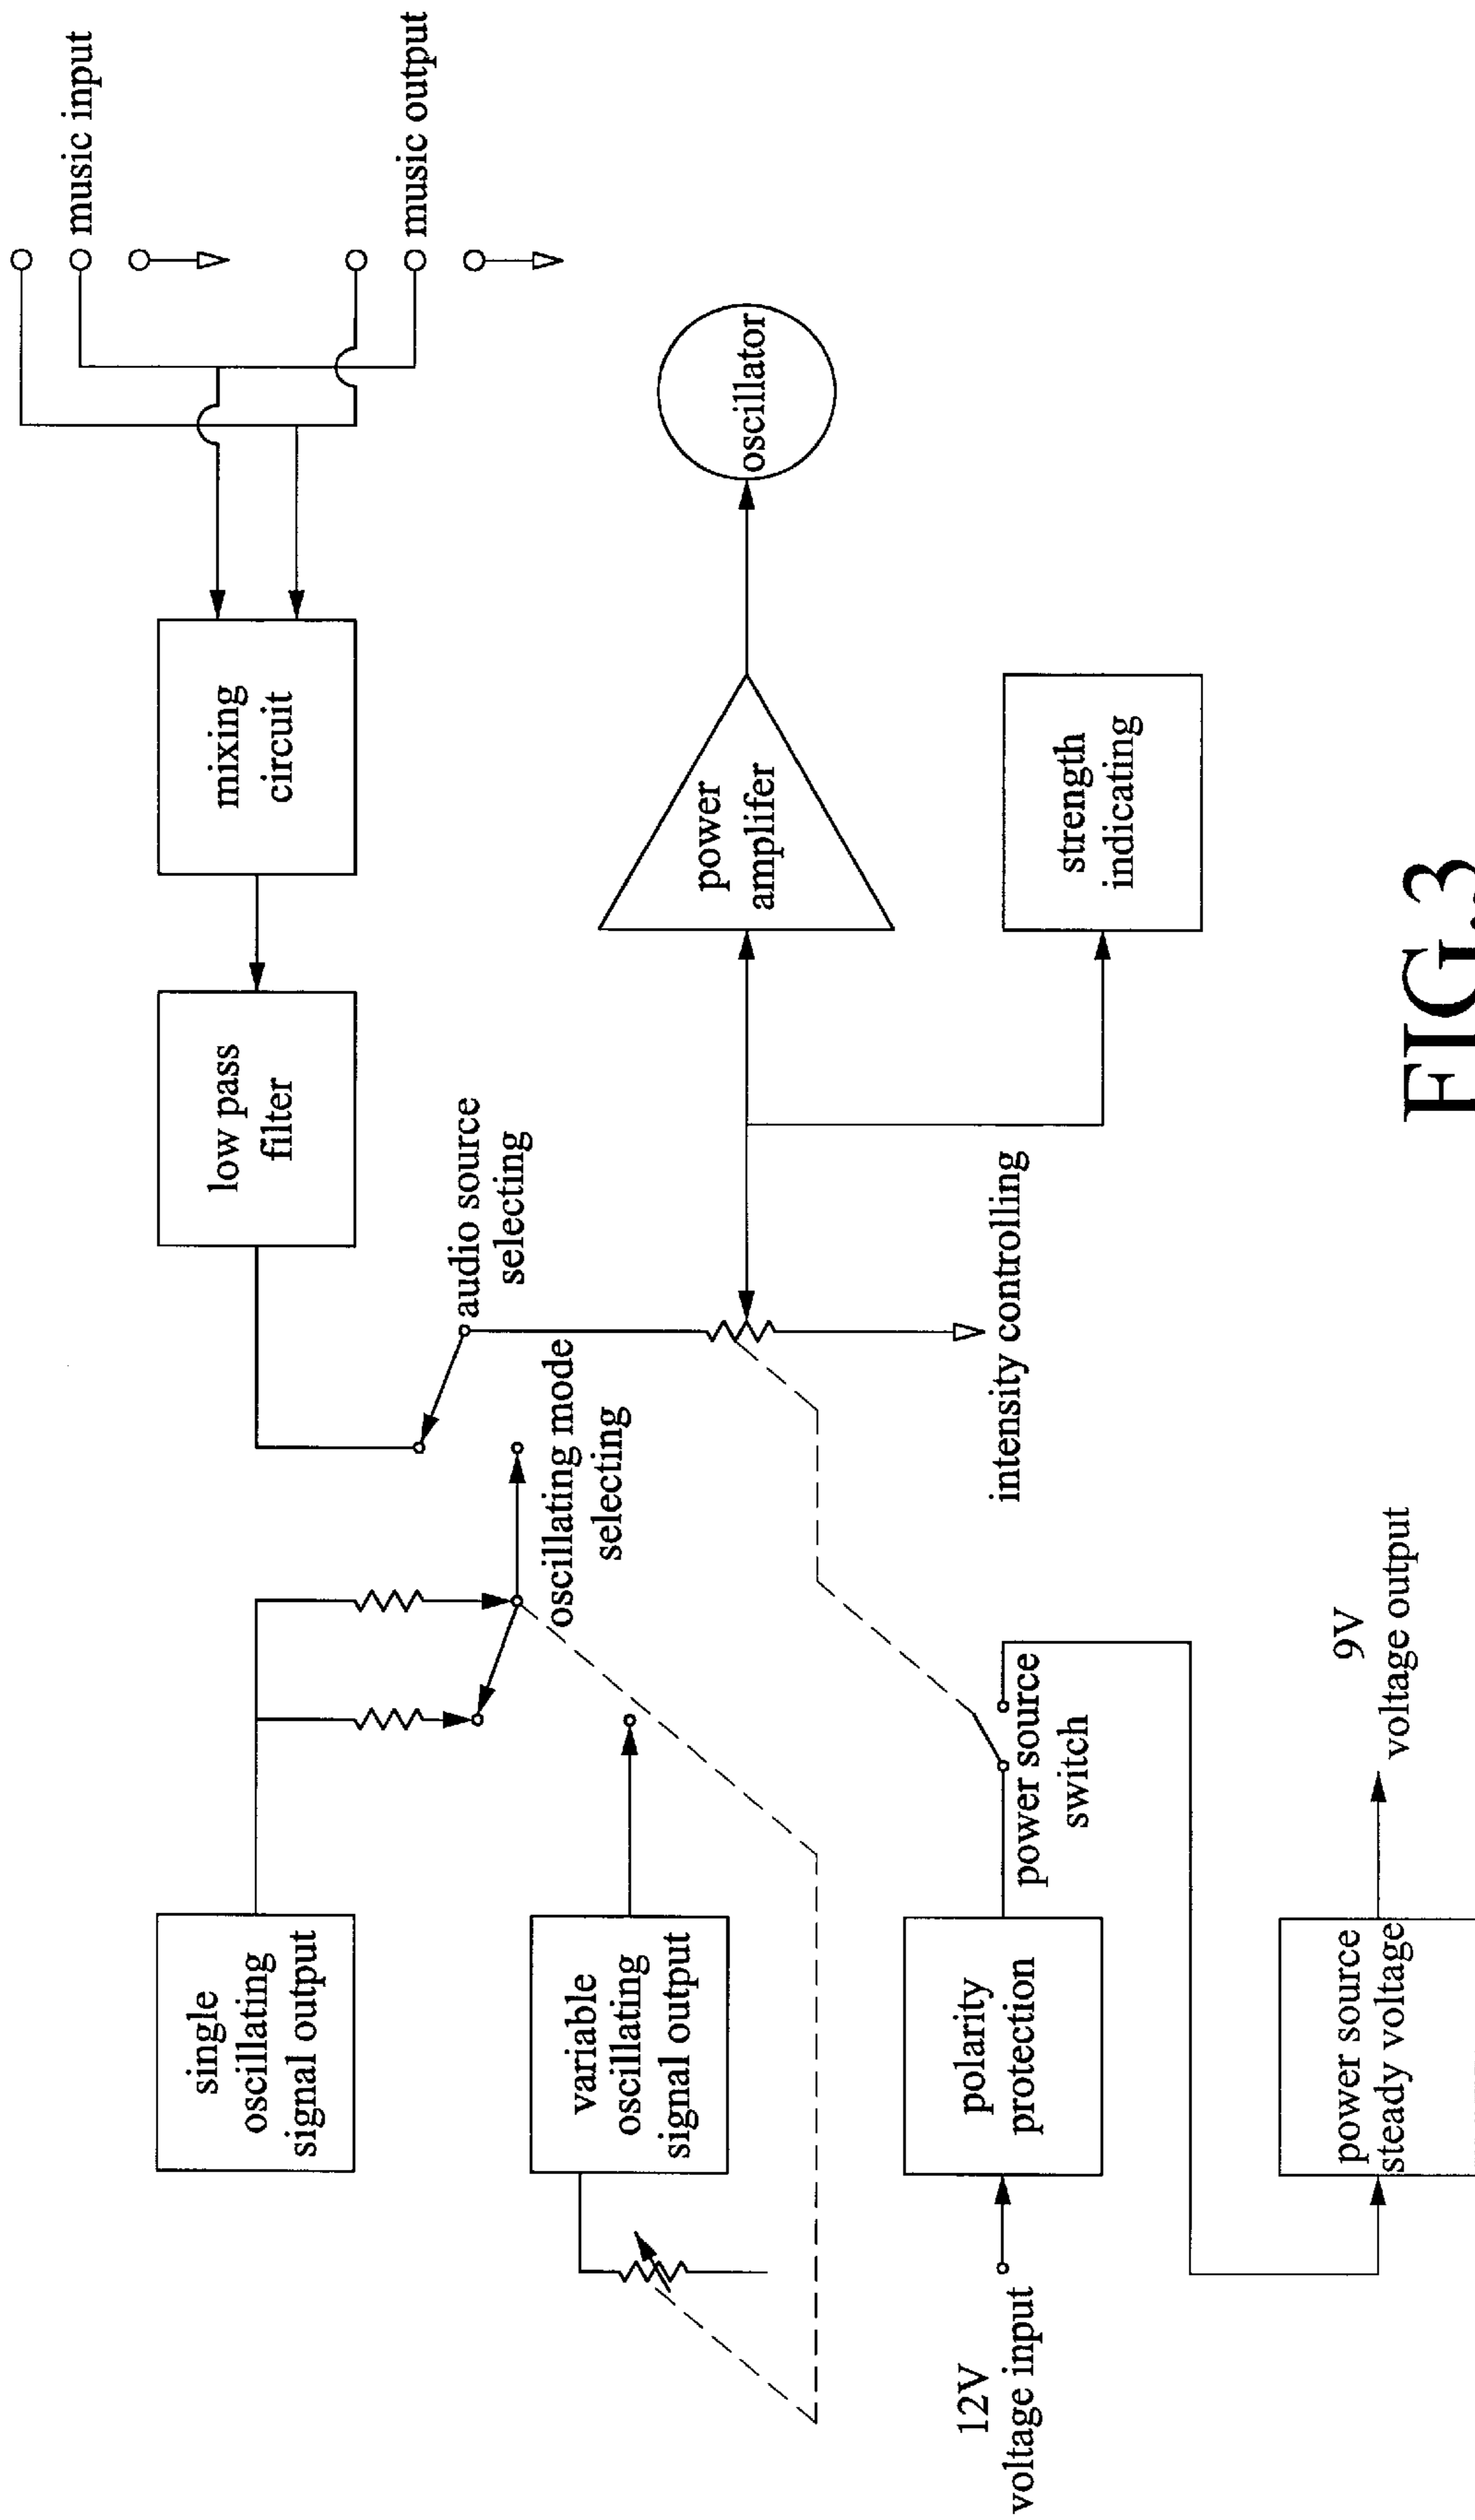 single
oscillating
signal output
low pass
filter
mixing
circuit
music input
music output
audio source
selecting
oscillating mode
selecting
variable
oscillating
signal output
power
amplifer
oscillator
12V
voltage input
polarity
protection
power source
switch
intensity controlling
strength
indicating
power source
steady voltage
9V
voltage output
FIG.3